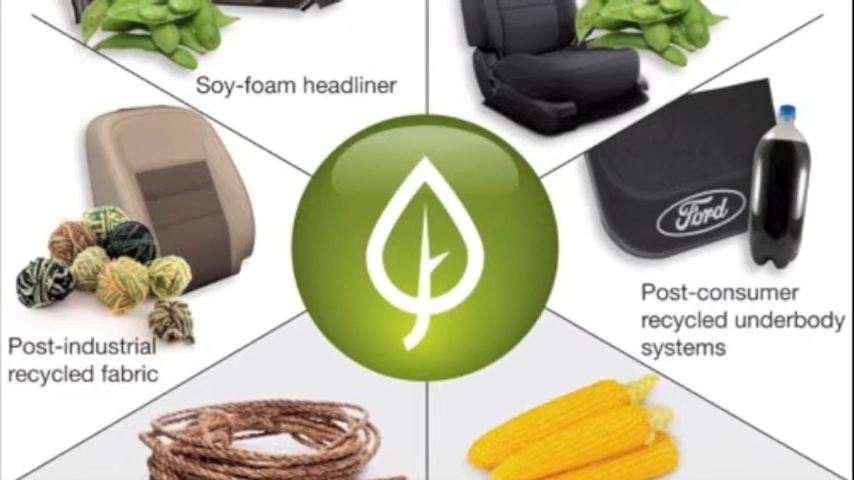 Soy-foam headliner
Ford
Post-consumer
recycled underbody
systems
Post-industrial
recycled fabric